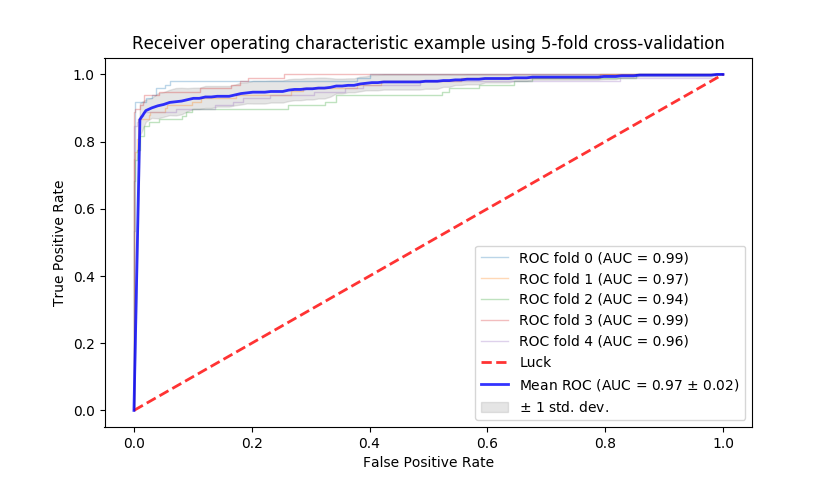 Receiver operating characteristic example using 5-fold cross-validation
1.0
0.8
0.6
0.4
0.2
0.0
True Positive Rate
ROC fold 0 (AUC = 0.99)
ROC fold 1 (AUC = 0.97)
ROC fold 2 (AUC = 0.94)
ROC fold 3 (AUC = 0.99)
ROC fold 4 (AUC = 0.96)
Luck
Mean ROC (AUC = 0.97 ± 0.02)
± 1 std. dev.
0.0 0.2 0.4 0.6 0.8 1.0
False Positive Rate